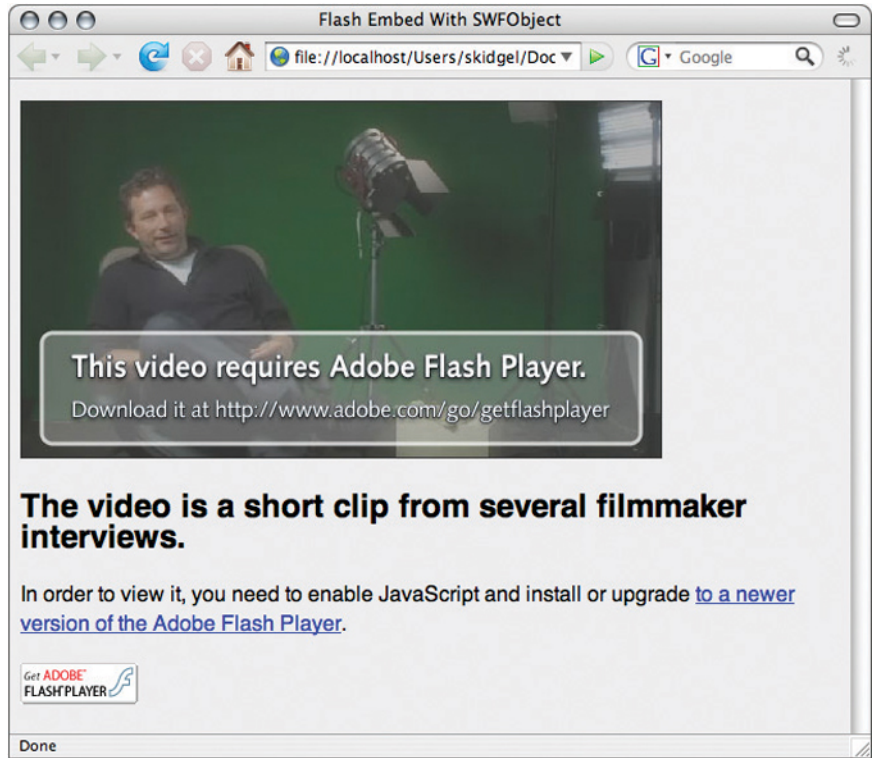 Flash Embed With SWFObject
file://localhost/Users/skidgel/Doc
G Google
This video requires Adobe Flash Player.
Download it at http://www.adobe.com/go/getflashplayer
The video is a short clip from several filmmaker
interviews.
In order to view it, you need to enable JavaScript and install or upgrade to a newer
version of the Adobe Flash Player.
Get ADOBE™
FLASH® PLAYER
Done